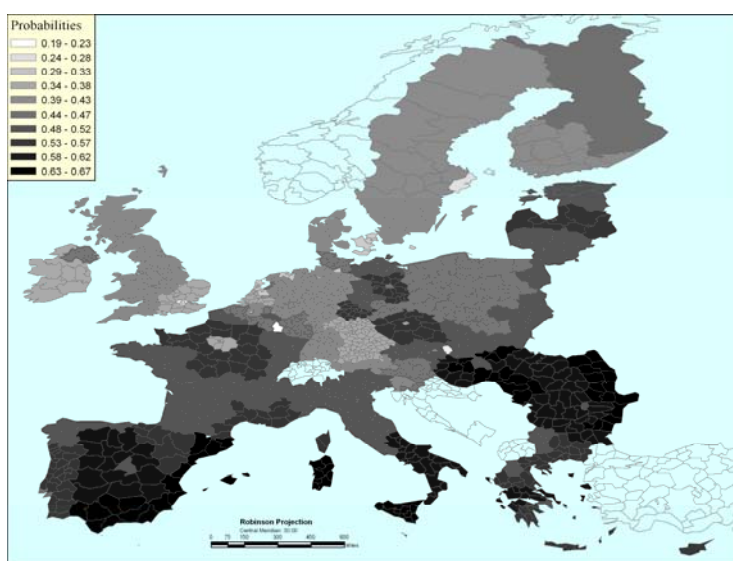 Probabilities
0.19 - 0.23
0.24 - 0.28
0.29 - 0.33
0.34 - 0.38
0.39 - 0.43
0.44 - 0.47
0.48 - 0.52
0.53 - 0.57
0.58 - 0.62
0.63 - 0.67
Robinson Projection
Central Meridian: 30.00
0 75 150 300 450 600